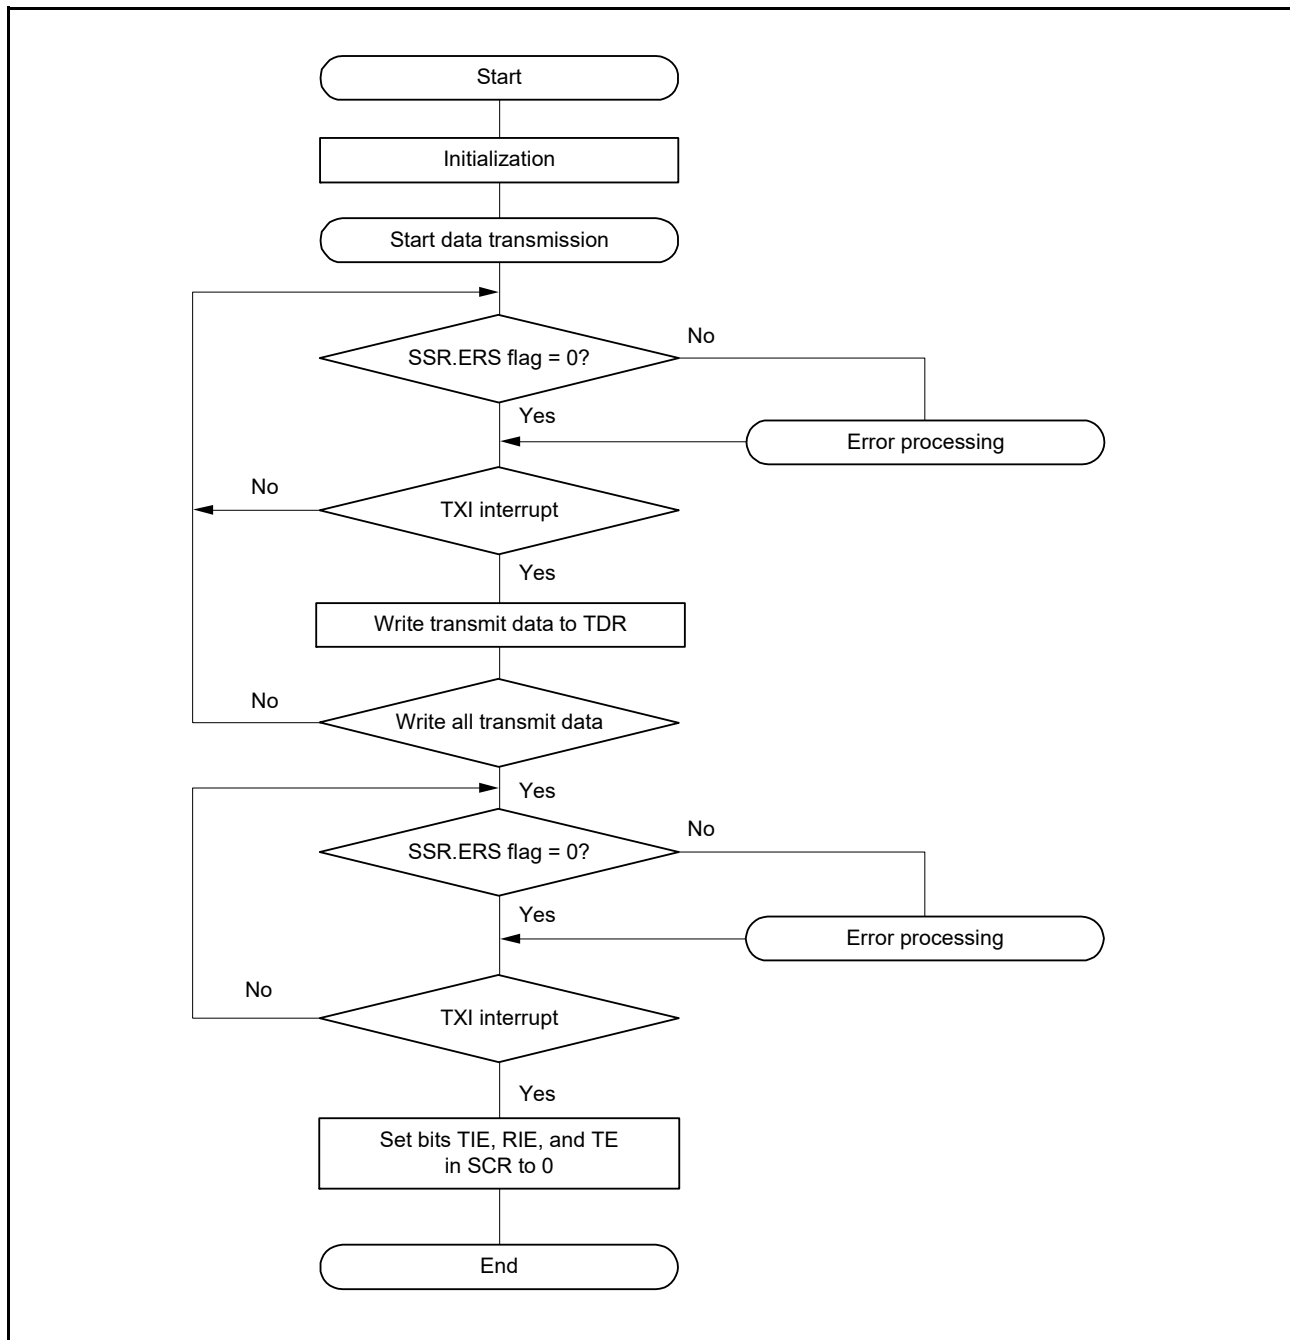 Start
Initialization
Start data transmission
SSR.ERS flag = 0?
No
Yes
Error processing
No
TXI interrupt
Yes
Write transmit data to TDR
No
Write all transmit data
Yes
SSR.ERS flag = 0?
No
Yes
Error processing
No
TXI interrupt
Yes
Set bits TIE, RIE, and TE
in SCR to 0
End